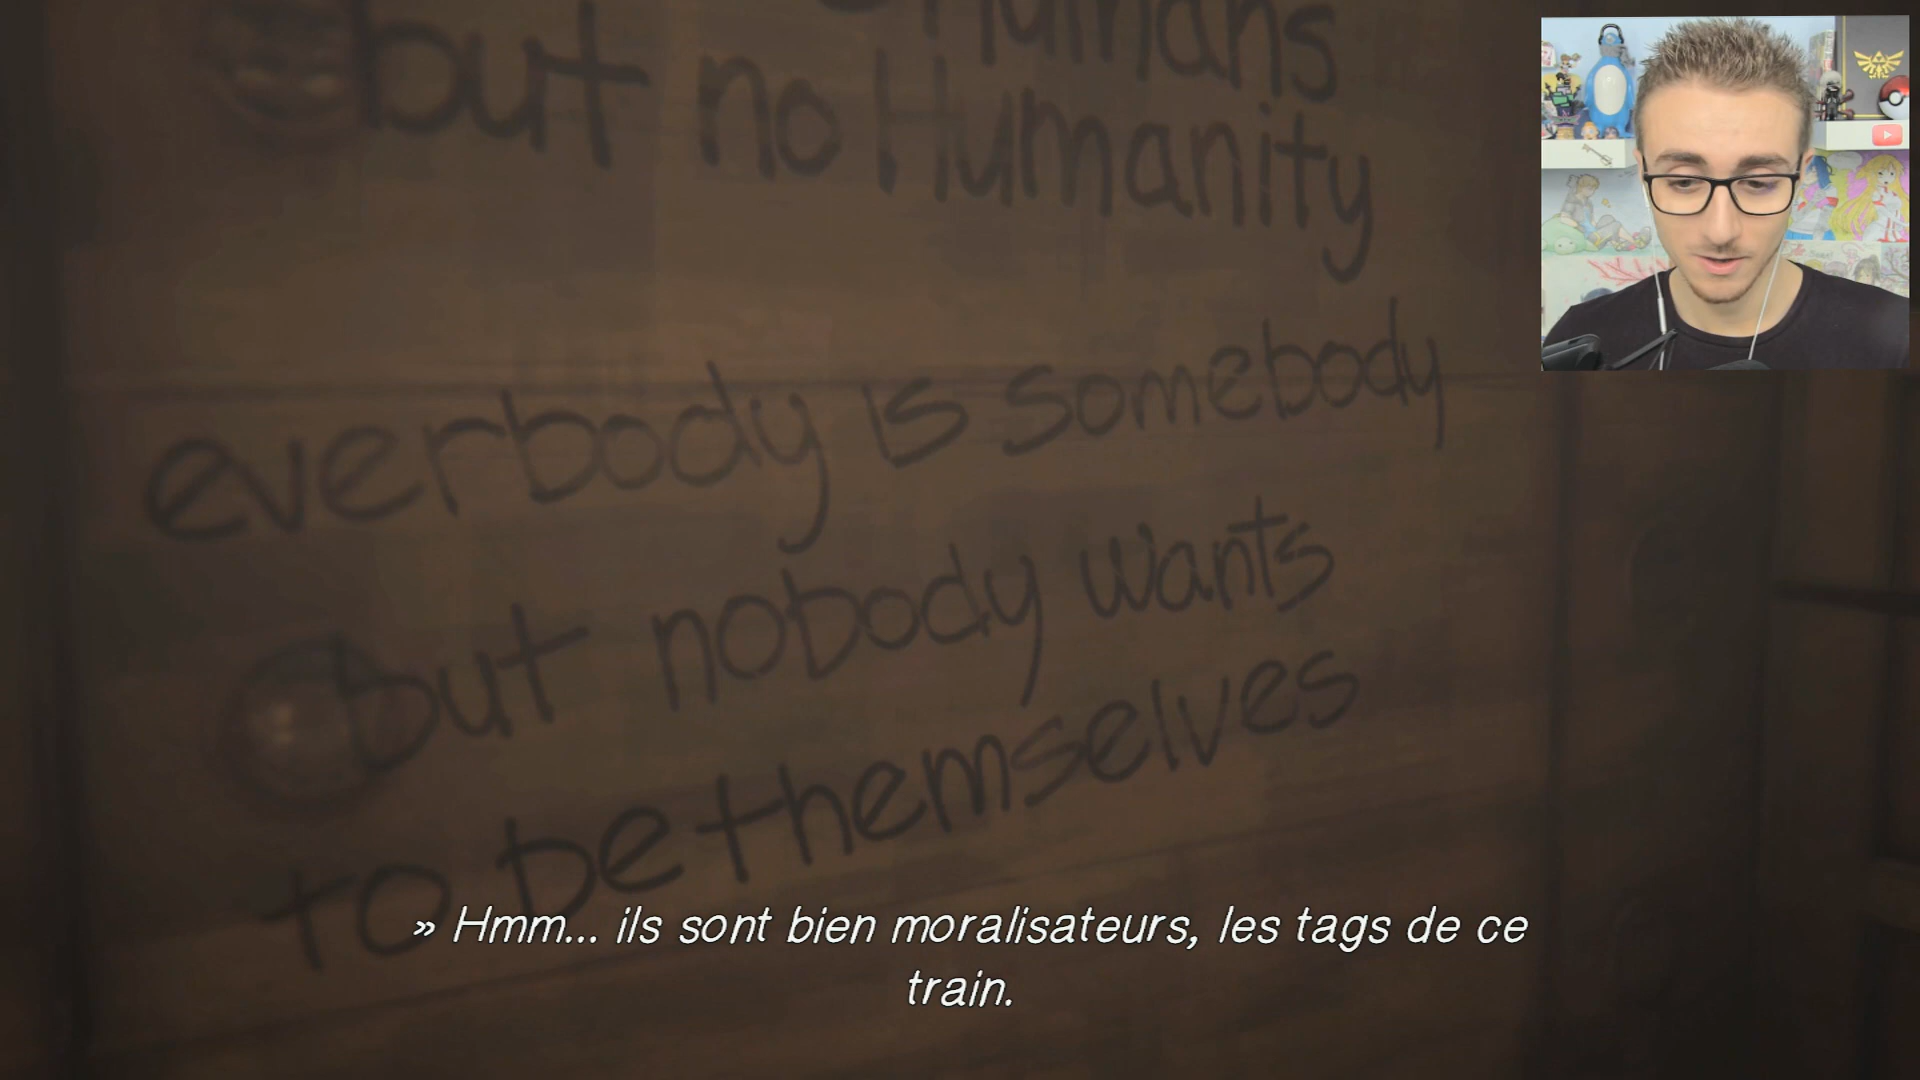 Humans
but no Humanity
everbody is somebody
but nobody wants
to be themselves
» Hmm... ils sont bien moralisateurs, les tags de ce
train.